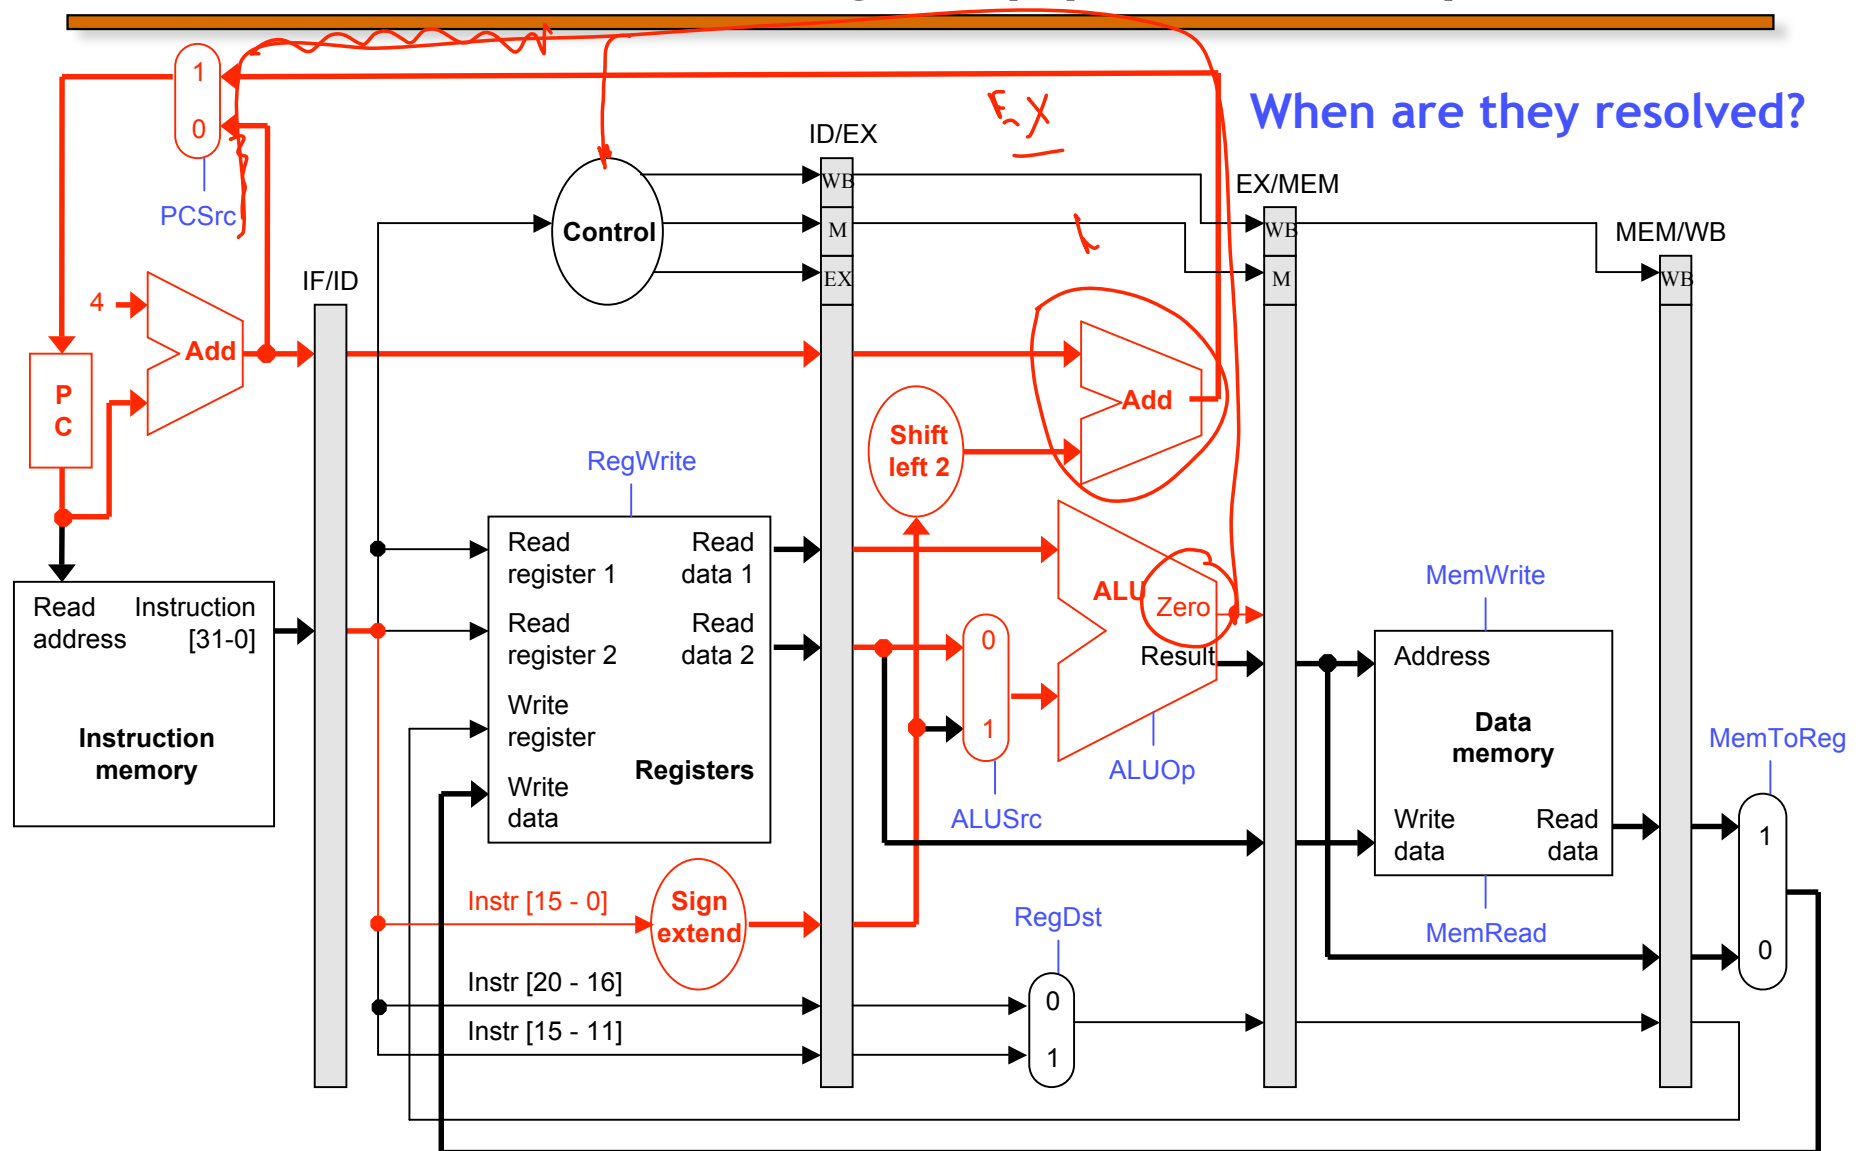 When are they resolved?
EX
1
0
PCSrc
ID/EX
EX/MEM
MEM/WB
IF/ID
WB
M
EX
WB
M
WB
Control
4
Add
P
C
Add
Shift
left 2
RegWrite
Read
register 1
Read
data 1
Read
register 2
Read
data 2
Write
register
Write
data
Registers
Read
address
Instruction
[31-0]
Instruction
memory
0
1
ALUSrc
ALU
Zero
Result
ALUOp
MemWrite
Address
Data
memory
Write
data
Read
data
MemRead
MemToReg
1
0
Instr [15 - 0]
Sign
extend
Instr [20 - 16]
Instr [15 - 11]
RegDst
0
1